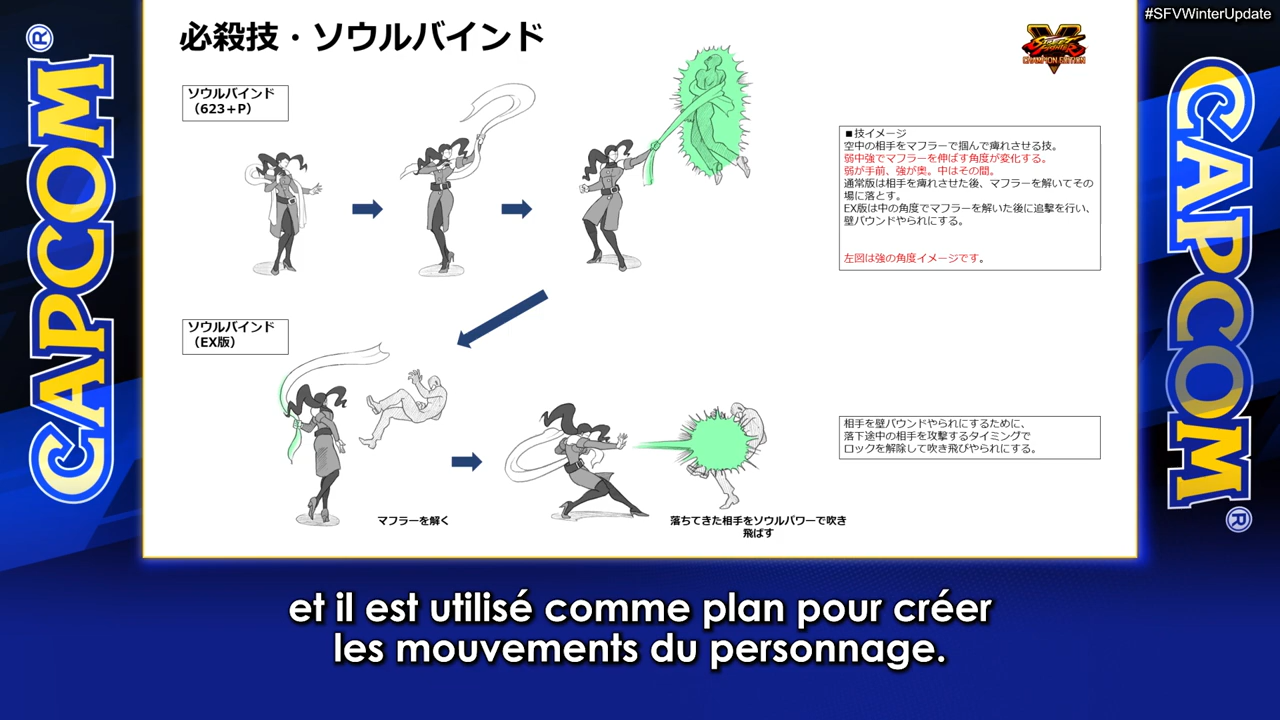 #SFVWinterUpdate
CAPCOM®
必殺技・ソウルバインド
STREET FIGHTER V
CHAMPION EDITION
ソウルバインド
（623＋P）
■技イメージ
空中の相手をマフラーで掴んで痺れさせる技。
弱中強でマフラーを伸ばす角度が変化する。
弱が手前、強が奥。中はその間。
通常版は相手を痺れさせた後、マフラーを解いてその
場に落とす。
EX版は中の角度でマフラーを解いた後に追撃を行い、
壁バウンドやられにする。
左図は強の角度イメージです。
ソウルバインド
（EX版）
相手を壁バウンドやられにするために、
落下途中の相手を攻撃するタイミングで
ロックを解除して吹き飛びやられにする。
マフラーを解く
落ちてきた相手をソウルパワーで吹き
飛ばす
CAPCOM®
et il est utilisé comme plan pour créer
les mouvements du personnage.